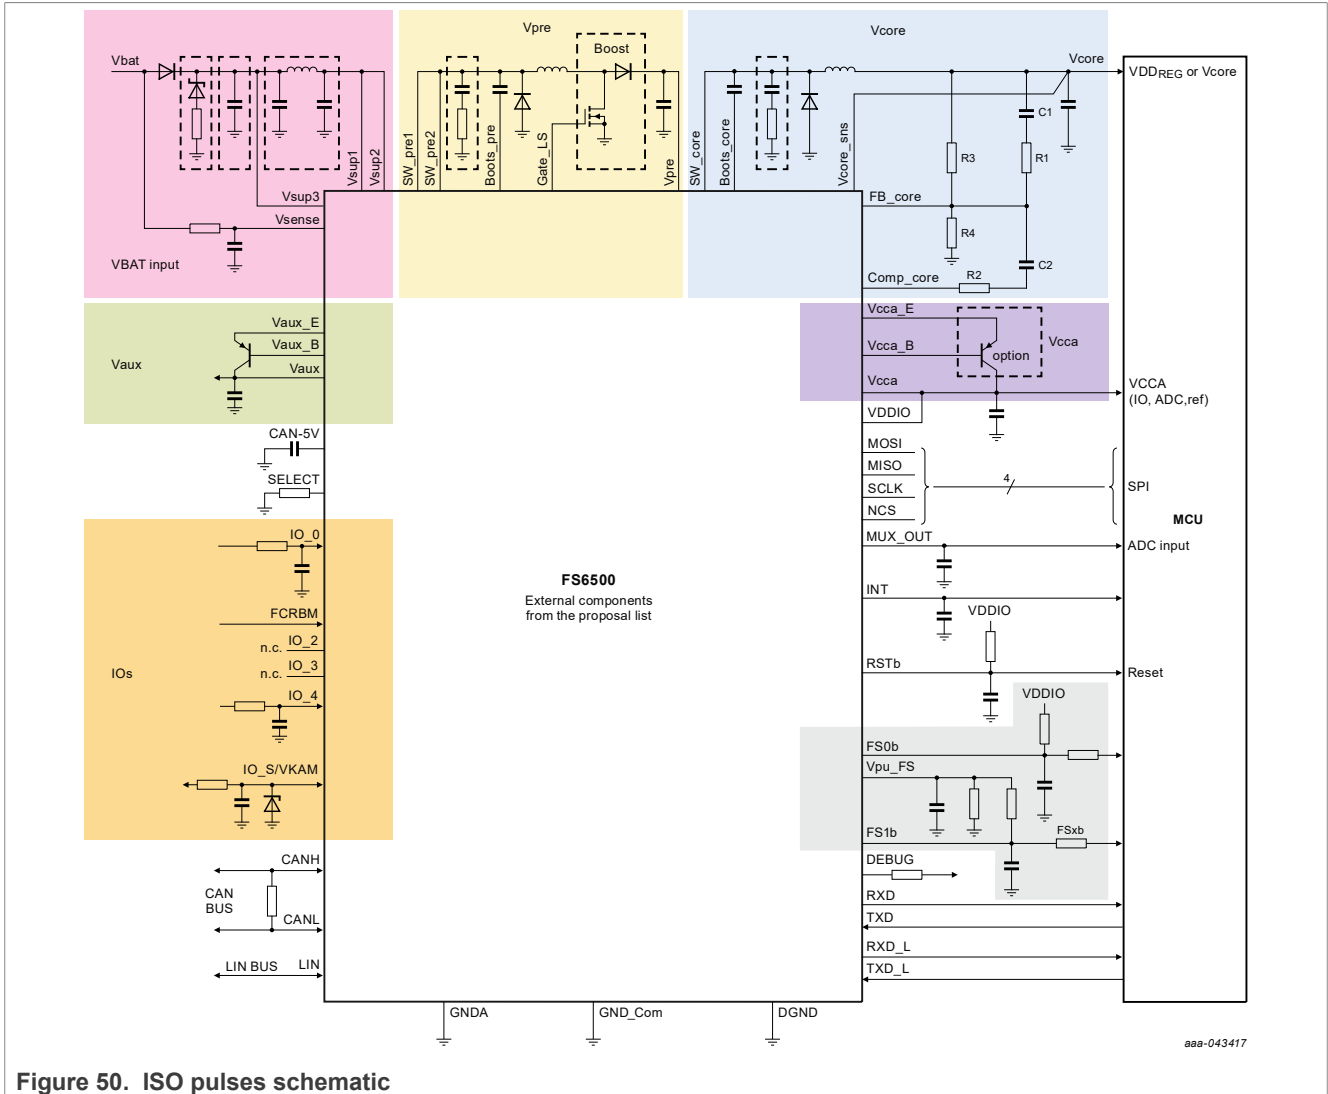 Vpre
Vcore
Boost
Vbat
Vcore
VDDREG or Vcore
C1
R3
R1
SW_pre1
SW_pre2
Boots_pre
Gate_LS
Vpre
SW_core
Boots_core
Vcore_sns
Vsup1
Vsup2
Vsup3
Vsense
VBAT input
FB_core
R4
C2
Comp_core
R2
Vaux
Vaux_E
Vaux_B
Vaux
Vcca_E
Vcca_B
option
Vcca
Vcca
VCCA
(IO, ADC,ref)
VDDIO
CAN-5V
SELECT
MOSI
MISO
SCLK
NCS
4
SPI
MCU
MUX_OUT
ADC input
IO_0
FCRBM
n.c.
IO_2
n.c.
IO_3
IOs
IO_4
IO_S/VKAM
FS6500
External components
from the proposal list
INT
VDDIO
RSTb
Reset
VDDIO
FS0b
Vpu_FS
FS1b
FSxb
DEBUG
CANH
CAN
BUS
CANL
LIN BUS
LIN
RXD
TXD
RXD_L
TXD_L
GNDA
GND_Com
DGND
aaa-043417
Figure 50. ISO pulses schematic